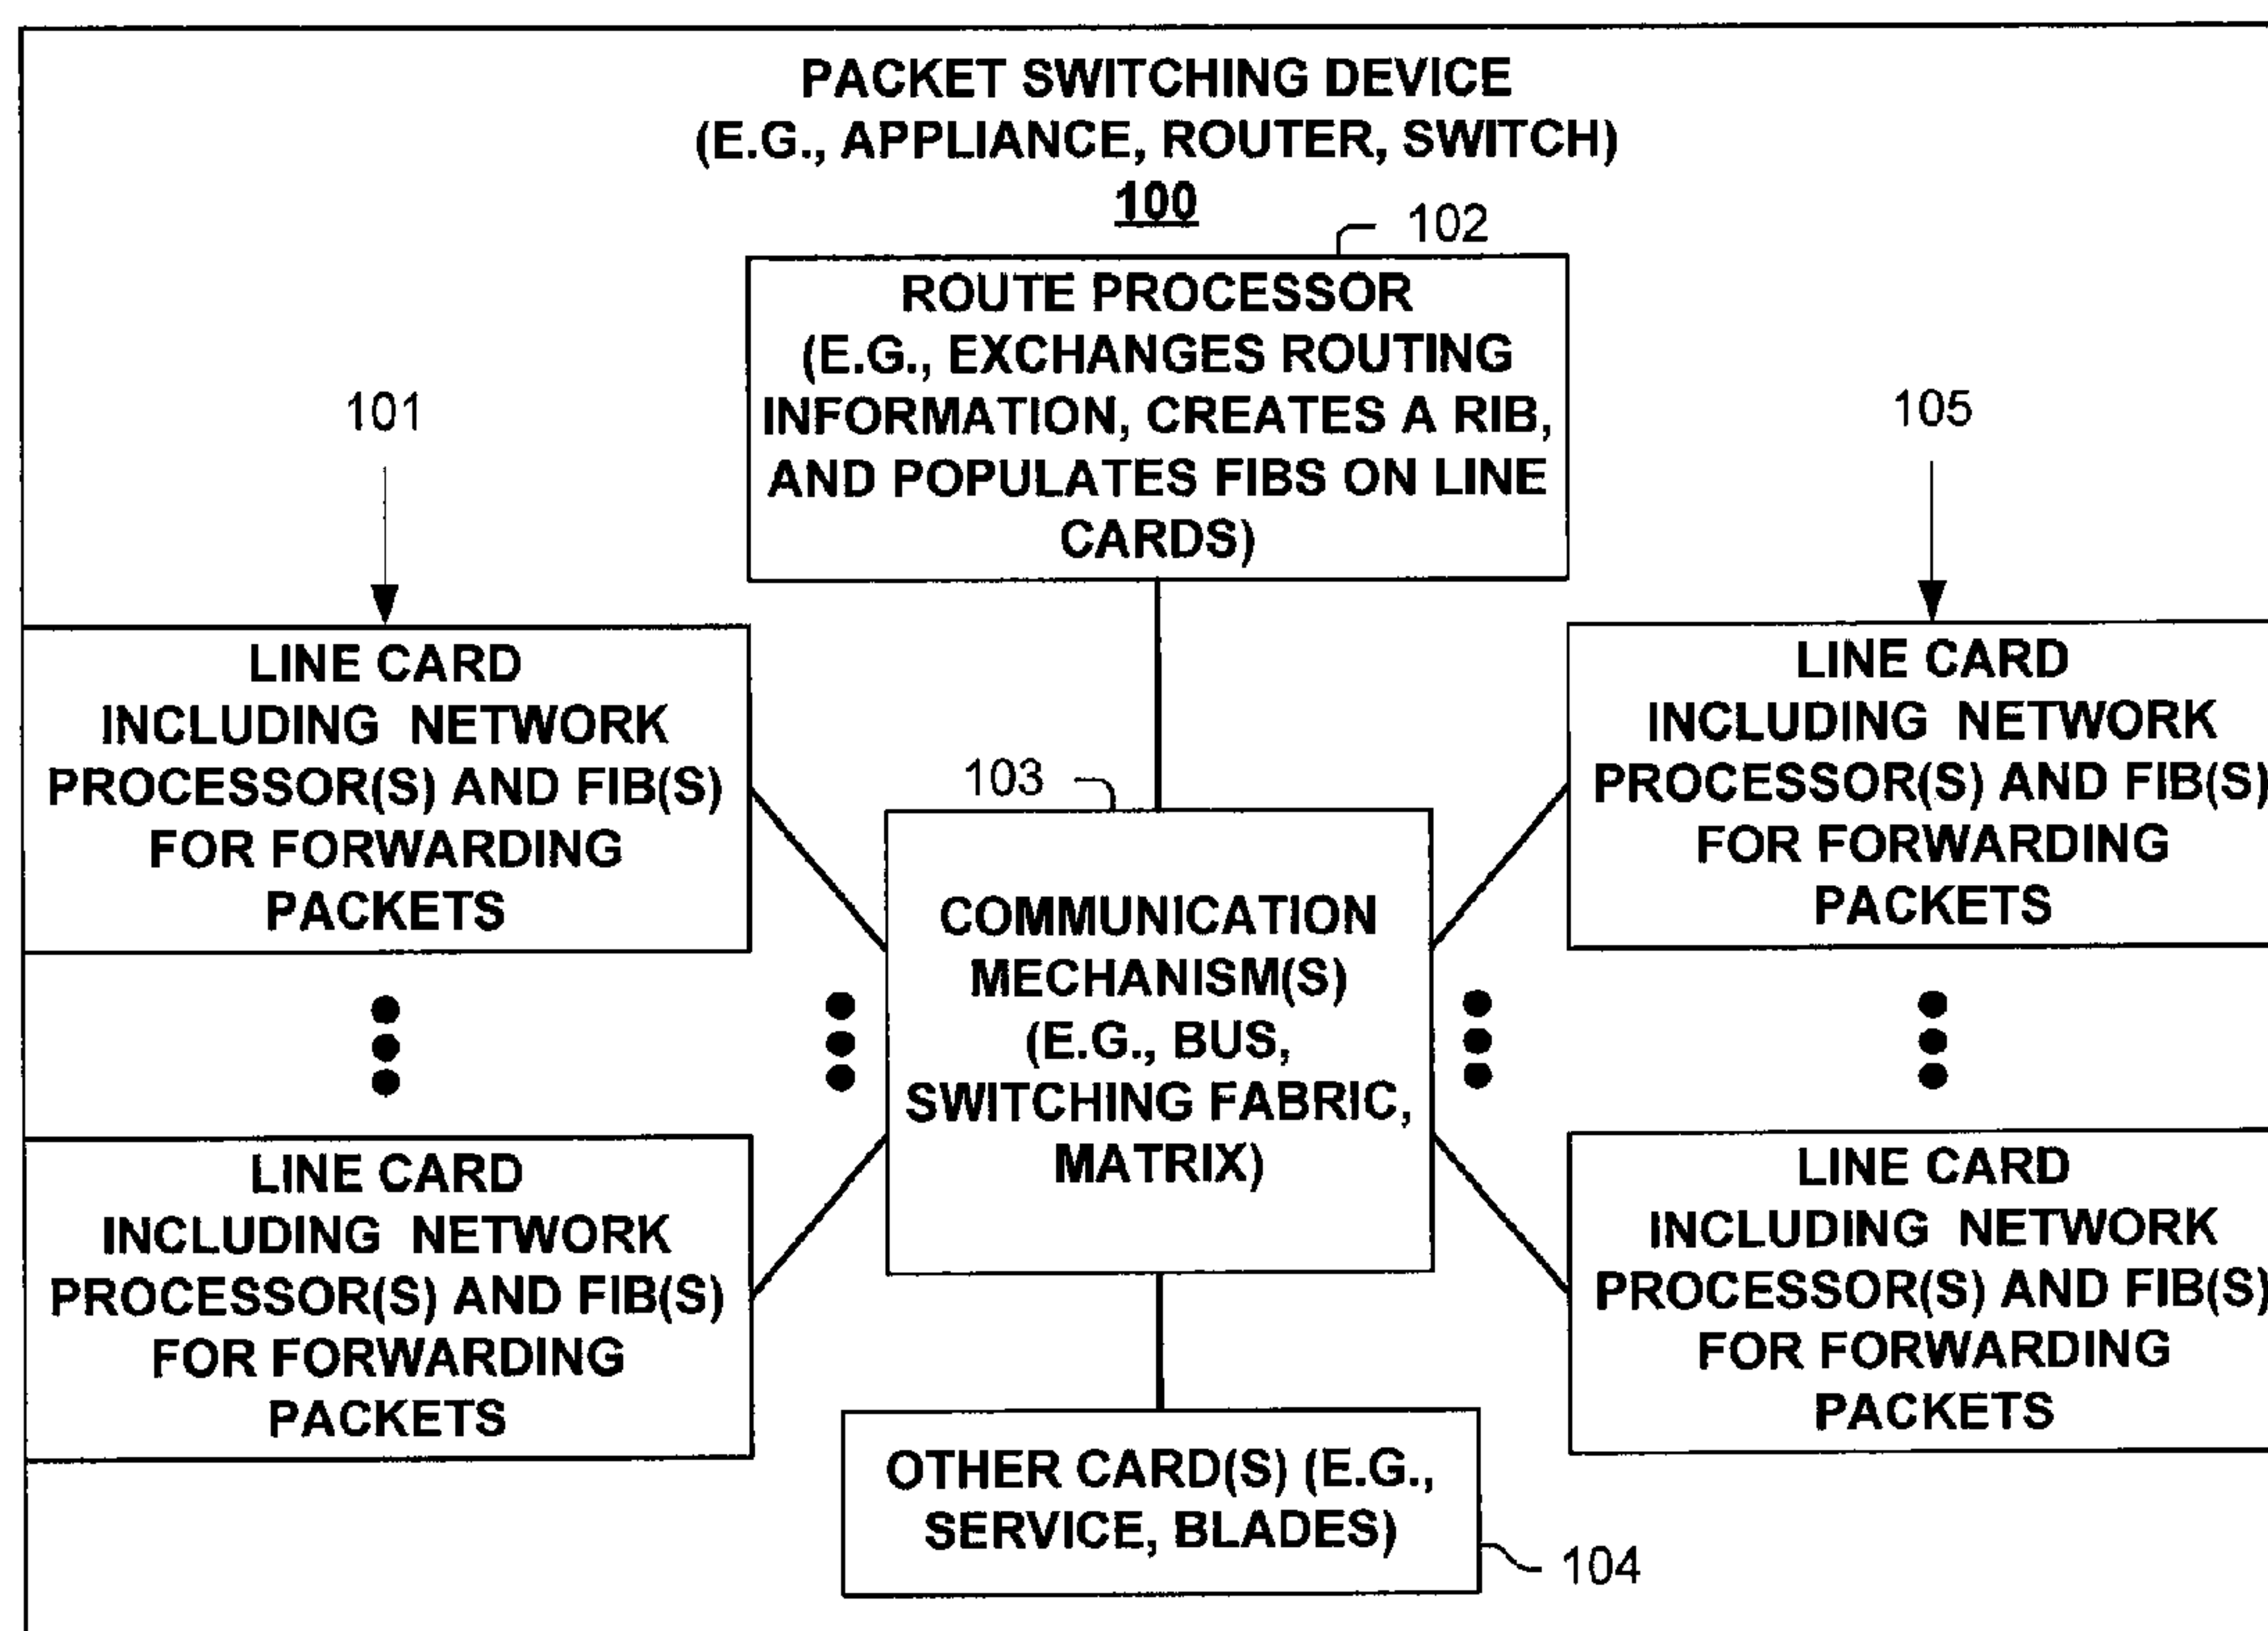 PACKET SWITCHING DEVICE
(E.G., APPLIANCE, ROUTER, SWITCH)
100
102
ROUTE PROCESSOR
(E.G., EXCHANGES ROUTING
INFORMATION, CREATES A RIB,
AND POPULATES FIBS ON LINE
CARDS)
101
105
LINE CARD
INCLUDING NETWORK
PROCESSOR(S) AND FIB(S)
FOR FORWARDING
PACKETS
LINE CARD
INCLUDING NETWORK
PROCESSOR(S) AND FIB(S)
FOR FORWARDING
PACKETS
103
COMMUNICATION
MECHANISM(S)
(E.G., BUS,
SWITCHING FABRIC,
MATRIX)
LINE CARD
INCLUDING NETWORK
PROCESSOR(S) AND FIB(S)
FOR FORWARDING
PACKETS
LINE CARD
INCLUDING NETWORK
PROCESSOR(S) AND FIB(S)
FOR FORWARDING
PACKETS
OTHER CARD(S) (E.G.,
SERVICE, BLADES)
104